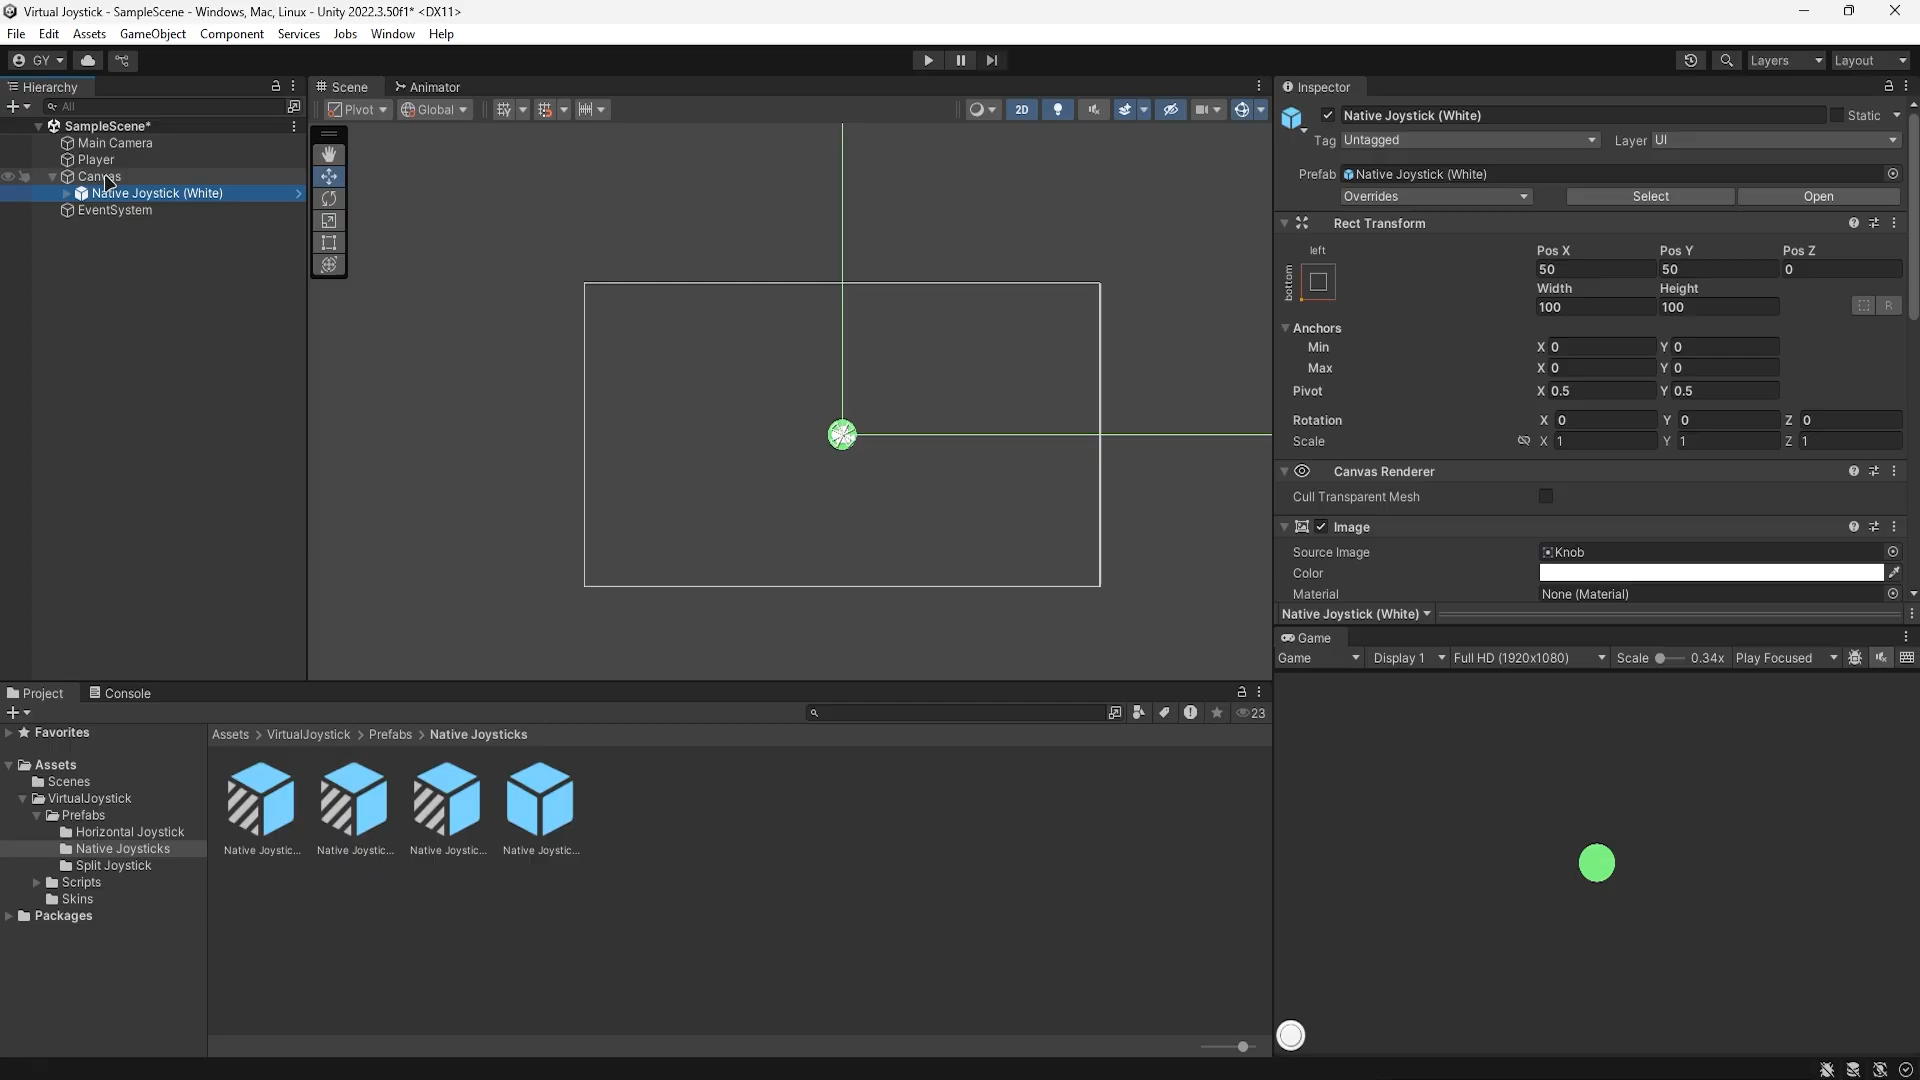 Virtual Joystick - SampleScene - Windows, Mac, Linux - Unity 2022.3.50f1* <DX11>
File Edit Assets GameObject Component Services Jobs Window Help
GY Layers Layout
Hierarchy
All
SampleScene*
Main Camera
Player
Canvas
Native Joystick (White)
EventSystem
Scene Animator
Pivot Global 2D
Inspector
Native Joystick (White) Static
Tag Untagged Layer UI
Prefab Native Joystick (White)
Overrides Select Open
Rect Transform
left Pos X Pos Y Pos Z
bottom 50 50 0
Width Height
100 100 R
Anchors
Min X 0 Y 0
Max X 0 Y 0
Pivot X 0.5 Y 0.5
Rotation X 0 Y 0 Z 0
Scale X 1 Y 1 Z 1
Canvas Renderer
Cull Transparent Mesh
Image
Source Image Knob
Color
Material None (Material)
Native Joystick (White)
Game
Game Display 1 Full HD (1920x1080) Scale 0.34x Play Focused
Project Console
23
Favorites
Assets
Scenes
VirtualJoystick
Prefabs
Horizontal Joystick
Native Joysticks
Split Joystick
Scripts
Skins
Packages
Assets > VirtualJoystick > Prefabs > Native Joysticks
Native Joystic... Native Joystic... Native Joystic... Native Joystic...